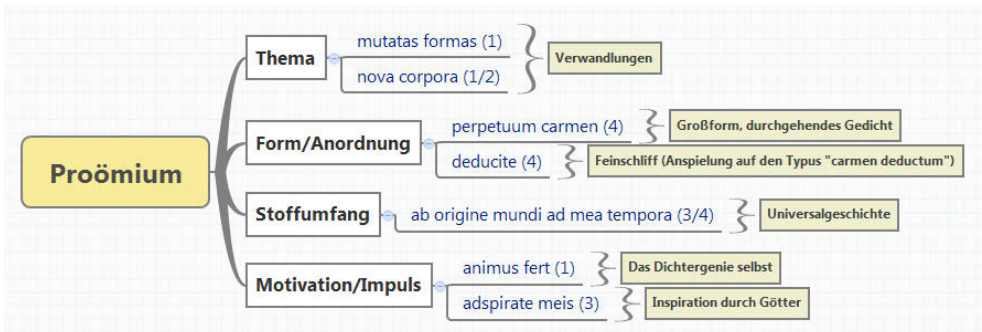 Proömium
Thema
mutatas formas (1)
nova corpora (1/2)
Verwandlungen
Form/Anordnung
perpetuum carmen (4)
Großform, durchgehendes Gedicht
deducite (4)
Feinschliff (Anspielung auf den Typus "carmen deductum")
Stoffumfang
ab origine mundi ad mea tempora (3/4)
Universalgeschichte
Motivation/Impuls
animus fert (1)
Das Dichtergenie selbst
adspirate meis (3)
Inspiration durch Götter